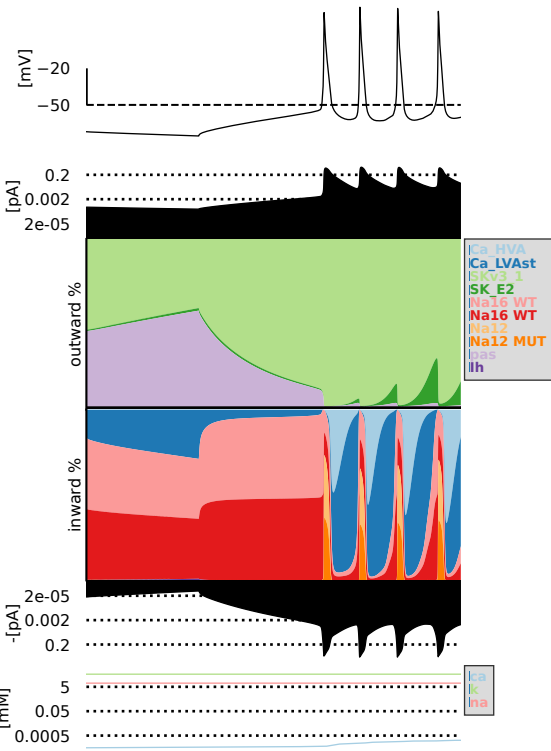 [mV]
−20
−50
[pA]
0.2
0.002
2e-05
outward %
Ca_HVA
Ca_LVAst
SKv3_1
SK_E2
Na16 WT
Na16 WT
Na12
Na12 MUT
pas
Ih
inward %
-[pA]
2e-05
0.002
0.2
[mM]
5
0.05
0.0005
ca
k
na